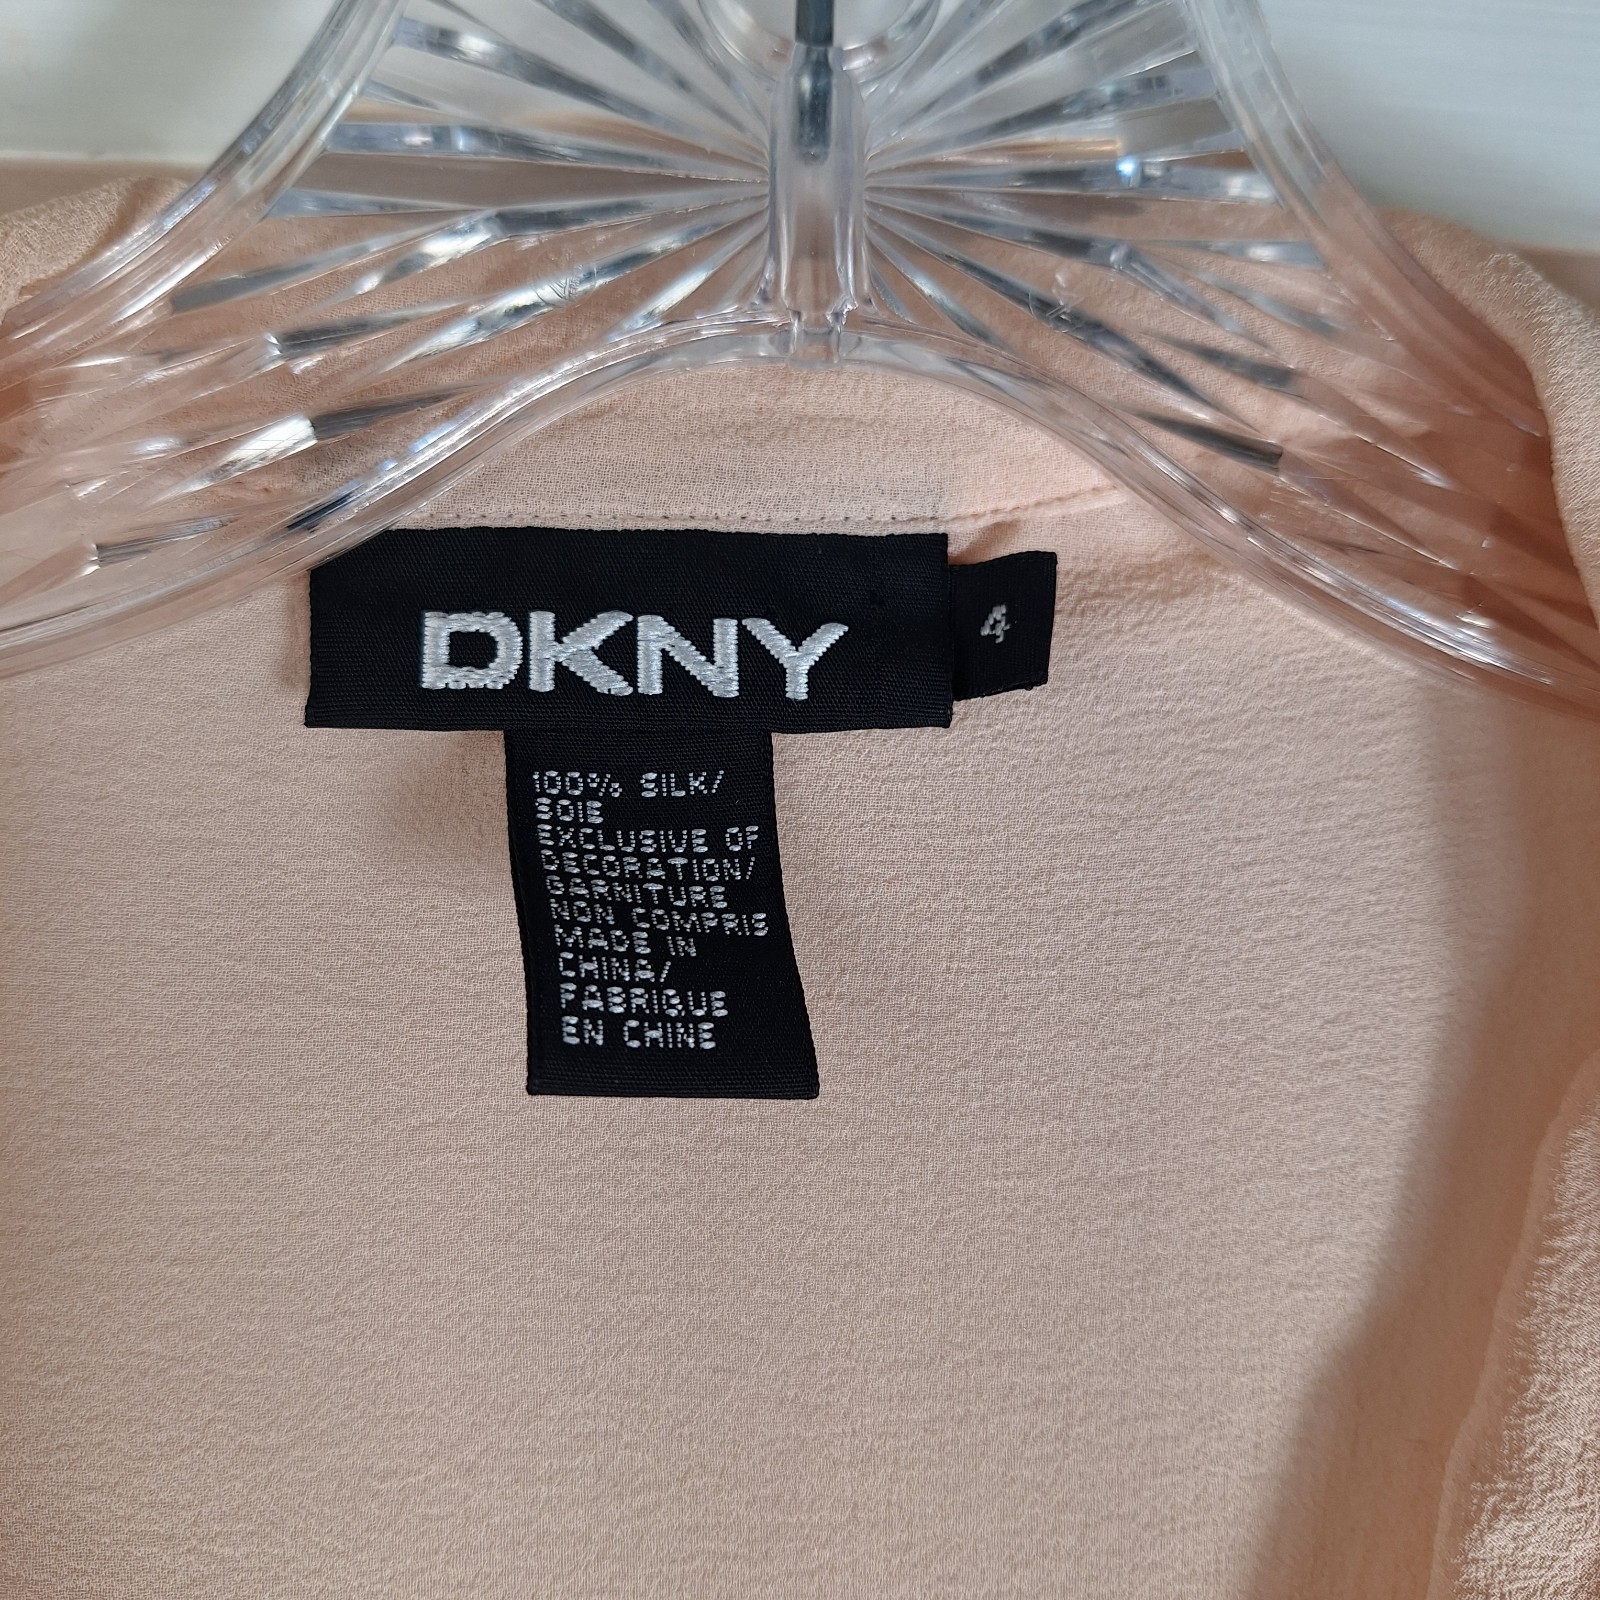 DKNY
4
100% SILK/
SOIE
EXCLUSIVE OF
DECORATION/
GARNITURE
NON COMPRIS
MADE IN
CHINA/
FABRIQUE
EN CHINE